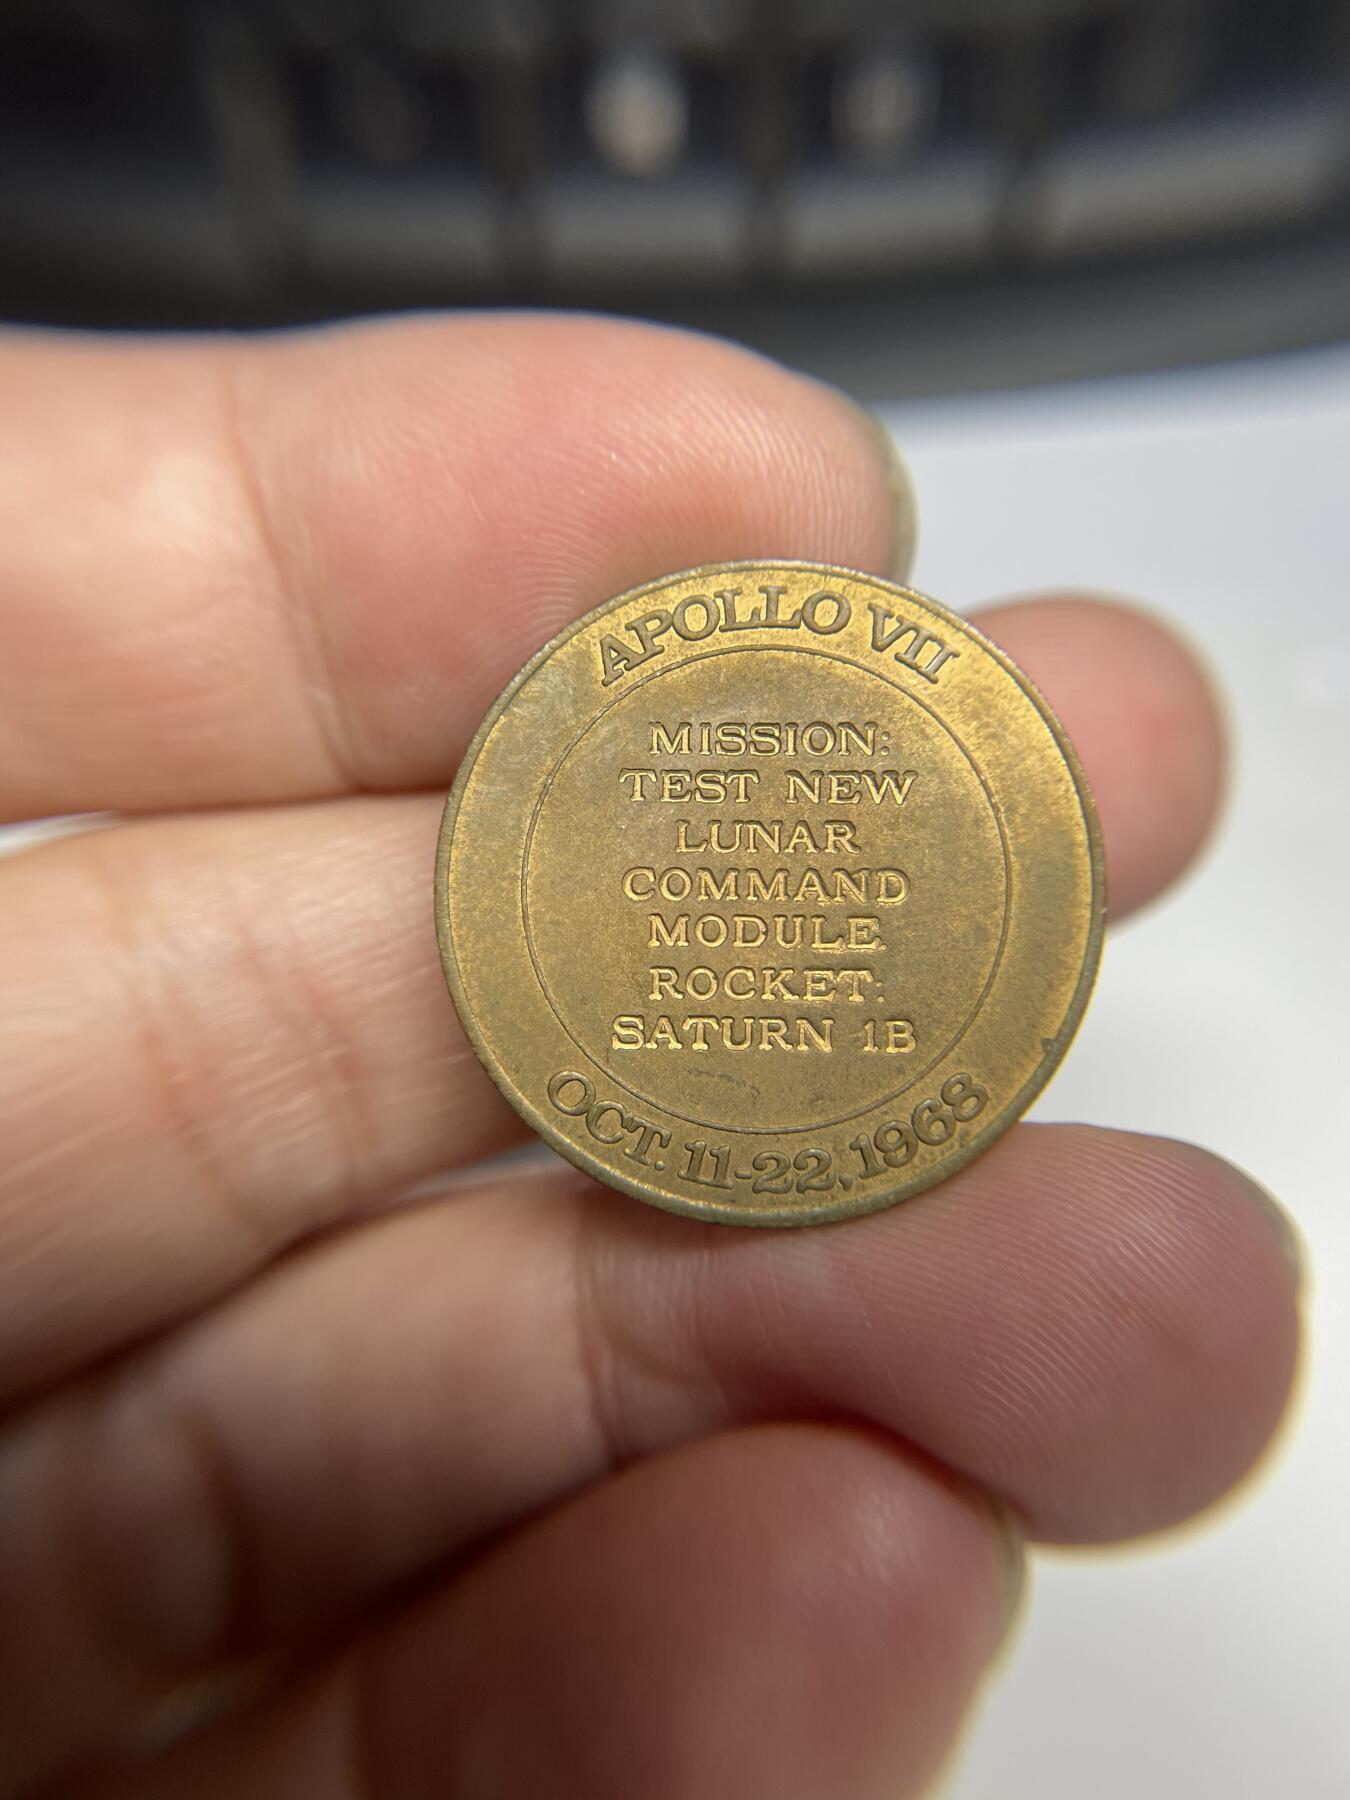 APOLLO VII
MISSION:
TEST NEW
LUNAR
COMMAND
MODULE.
ROCKET:
SATURN 1B
OCT. 11-22, 1968